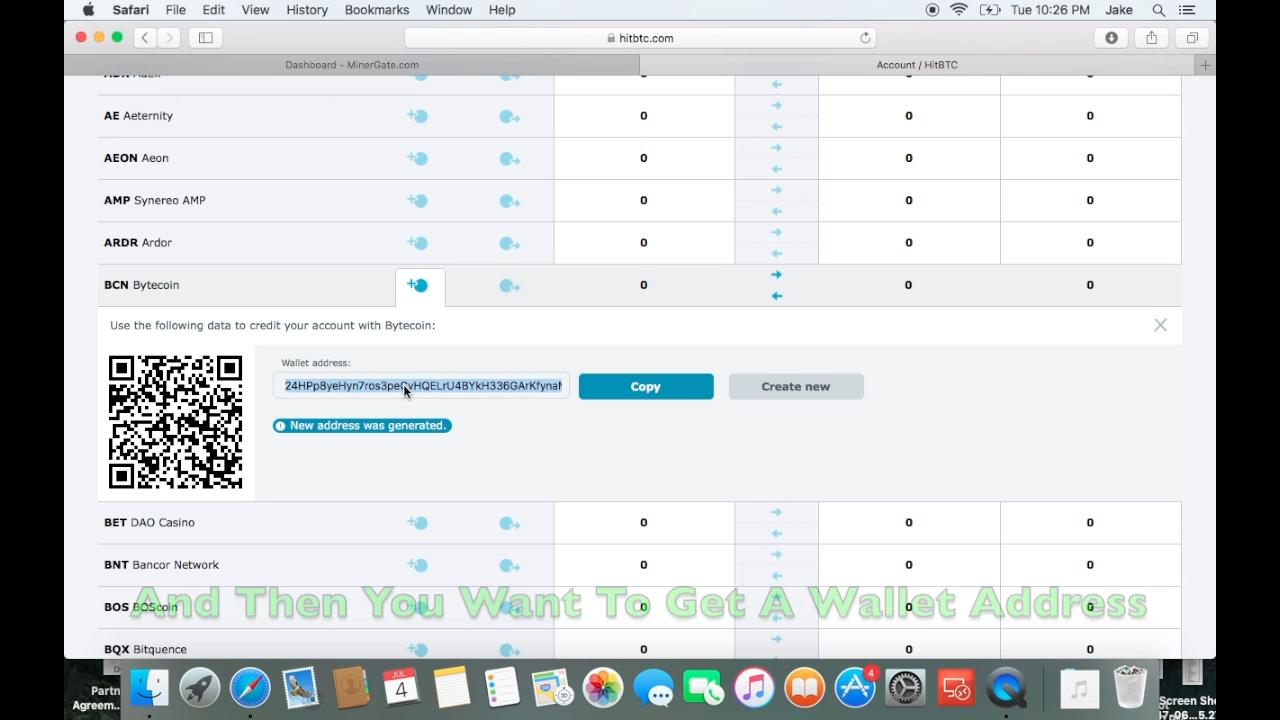 Safari File Edit View History Bookmarks Window Help Tue 10:26 PM Jake
hitbtc.com
Dashboard - MinerGate.com Account / HitBTC
AE Aeternity 0 0 0
AEON Aeon 0 0 0
AMP Synereo AMP 0 0 0
ARDR Ardor 0 0 0
BCN Bytecoin 0 0 0
Use the following data to credit your account with Bytecoin:
Wallet address:
Copy Create new
New address was generated.
BET DAO Casino 0 0 0
BNT Bancor Network 0 0 0
BOS BOScoin 0 0 0
And Then You Want To Get A Wallet Address
BQX Bitquence 0 0 0
JUL
4
4
Partn
Agreem...
Screen Sho